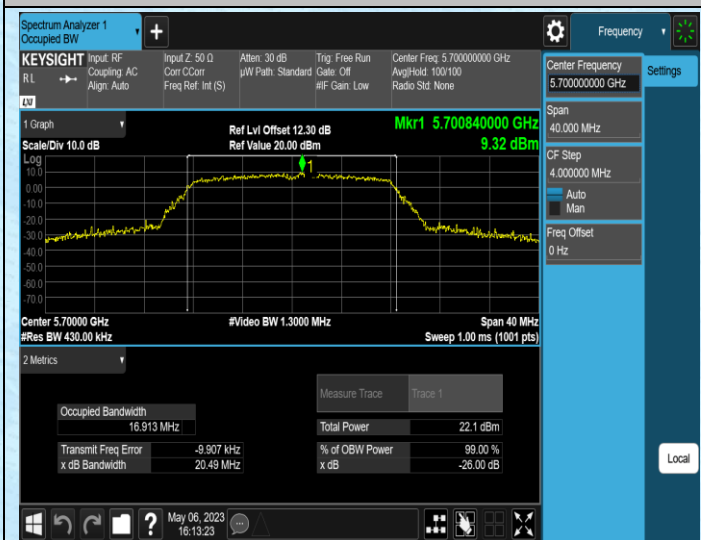 Spectrum Analyzer 1
Occupied BW
+
Frequency
KEYSIGHT Input: RF Input Z: 50 Ω Atten: 30 dB Trig: Free Run Center Freq: 5.700000000 GHz
RL Coupling: AC Corr CCorr µW Path: Standard Gate: Off Avg|Hold: 100/100
Align: Auto Freq Ref: Int (S) #IF Gain: Low Radio Std: None
LXI
Center Frequency
5.700000000 GHz
Settings
Span
40.000 MHz
CF Step
4.000000 MHz
Auto
Man
Freq Offset
0 Hz
Local
1 Graph
Scale/Div 10.0 dB
Ref Lvl Offset 12.30 dB
Ref Value 20.00 dBm
Mkr1 5.700840000 GHz
9.32 dBm
Log
10.0
0.00
-10.0
-20.0
-30.0
-40.0
-50.0
-60.0
-70.0
1
Center 5.70000 GHz #Video BW 1.3000 MHz Span 40 MHz
#Res BW 430.00 kHz Sweep 1.00 ms (1001 pts)
2 Metrics
Measure Trace Trace 1
Occupied Bandwidth
16.913 MHz
Total Power 22.1 dBm
Transmit Freq Error -9.907 kHz % of OBW Power 99.00 %
x dB Bandwidth 20.49 MHz x dB -26.00 dB
?
May 06, 2023
16:13:23